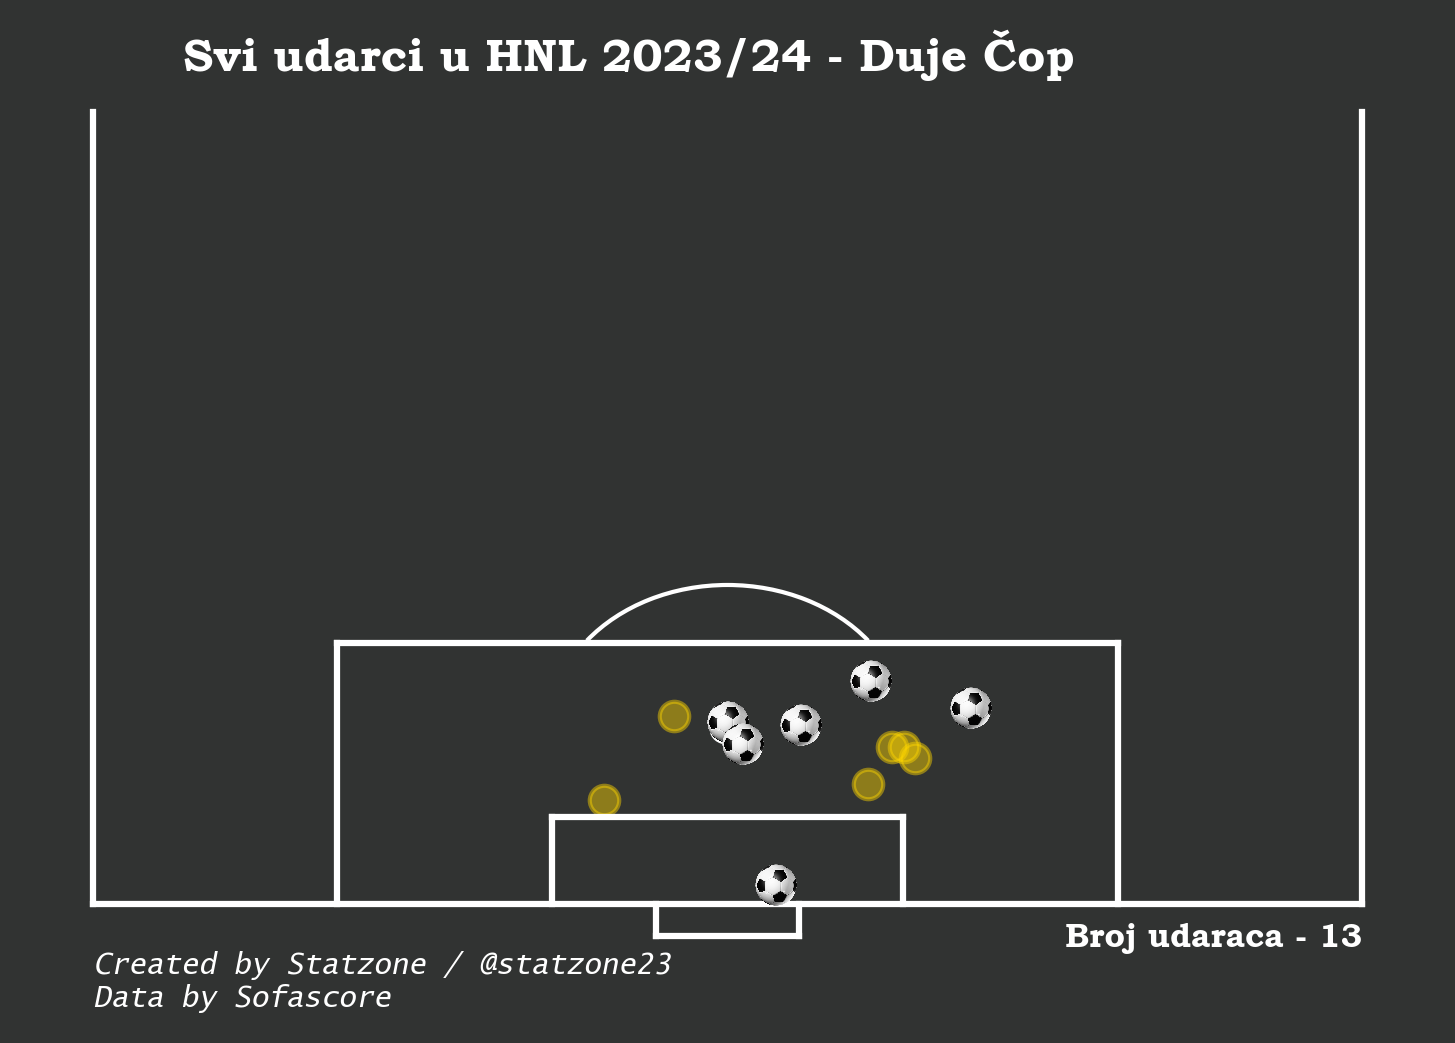 Svi udarci u HNL 2023/24 - Duje Čop
Broj udaraca - 13
Created by Statzone / @statzone23
Data by Sofascore